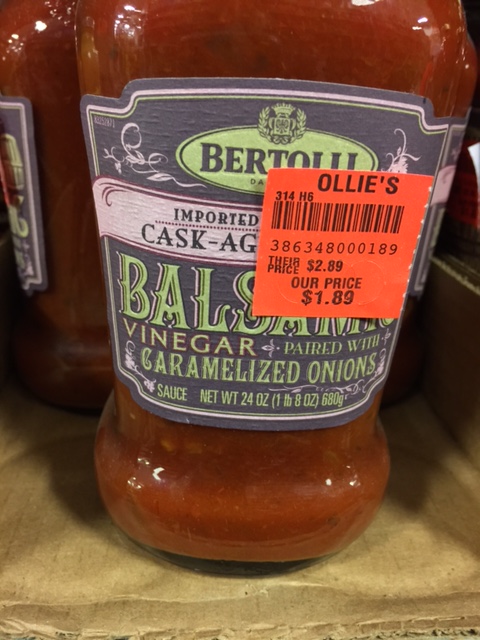 BERTOLLI
OLLIE'S
314 H6
386348000189
THEIR
PRICE $2.89
OUR PRICE
$1.89
IMPORTED
CASK-AG
BALSAMIC
VINEGAR PAIRED WITH
CARAMELIZED ONIONS
SAUCE NET WT 24 OZ (1 lb 8 OZ) 680g